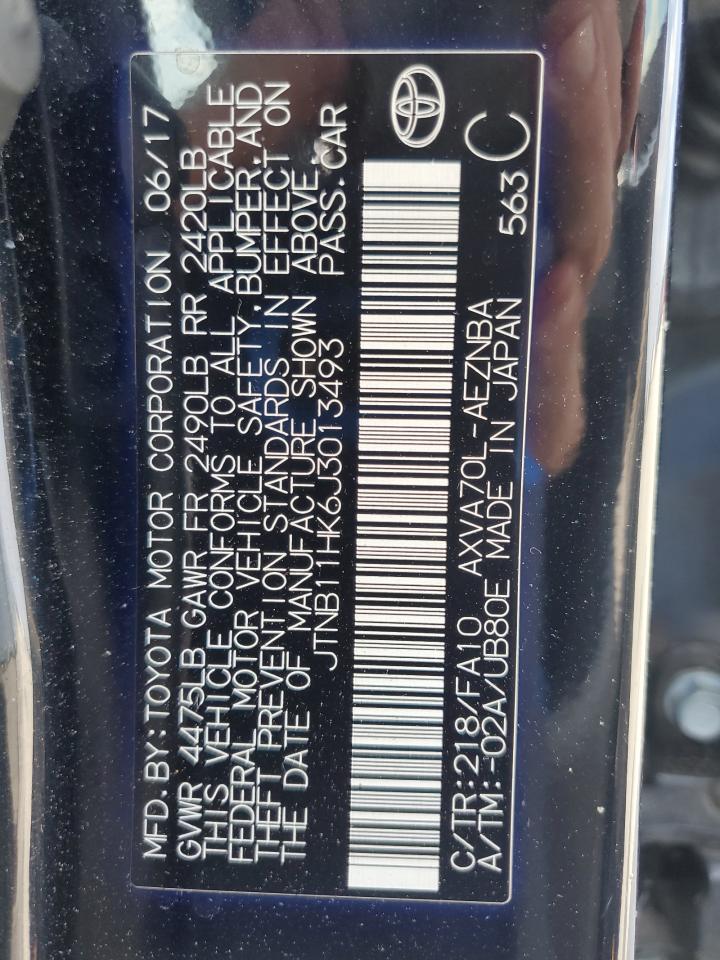 MFD.BY:TOYOTA MOTOR CORPORATION 06/17
GVWR 4475LB GAWR FR 2490LB RR 2420LB
THIS VEHICLE CONFORMS TO ALL APPLICABLE
FEDERAL MOTOR VEHICLE SAFETY,BUMPER,AND
THEFT PREVENTION STANDARDS IN EFFECT ON
THE DATE OF MANUFACTURE SHOWN ABOVE.
JTNB11HK6J3013493 PASS.CAR
C/TR:218/FA10 AXVA70L-AEZNBA 563
A/TM:-02A/UB80E MADE IN JAPAN C